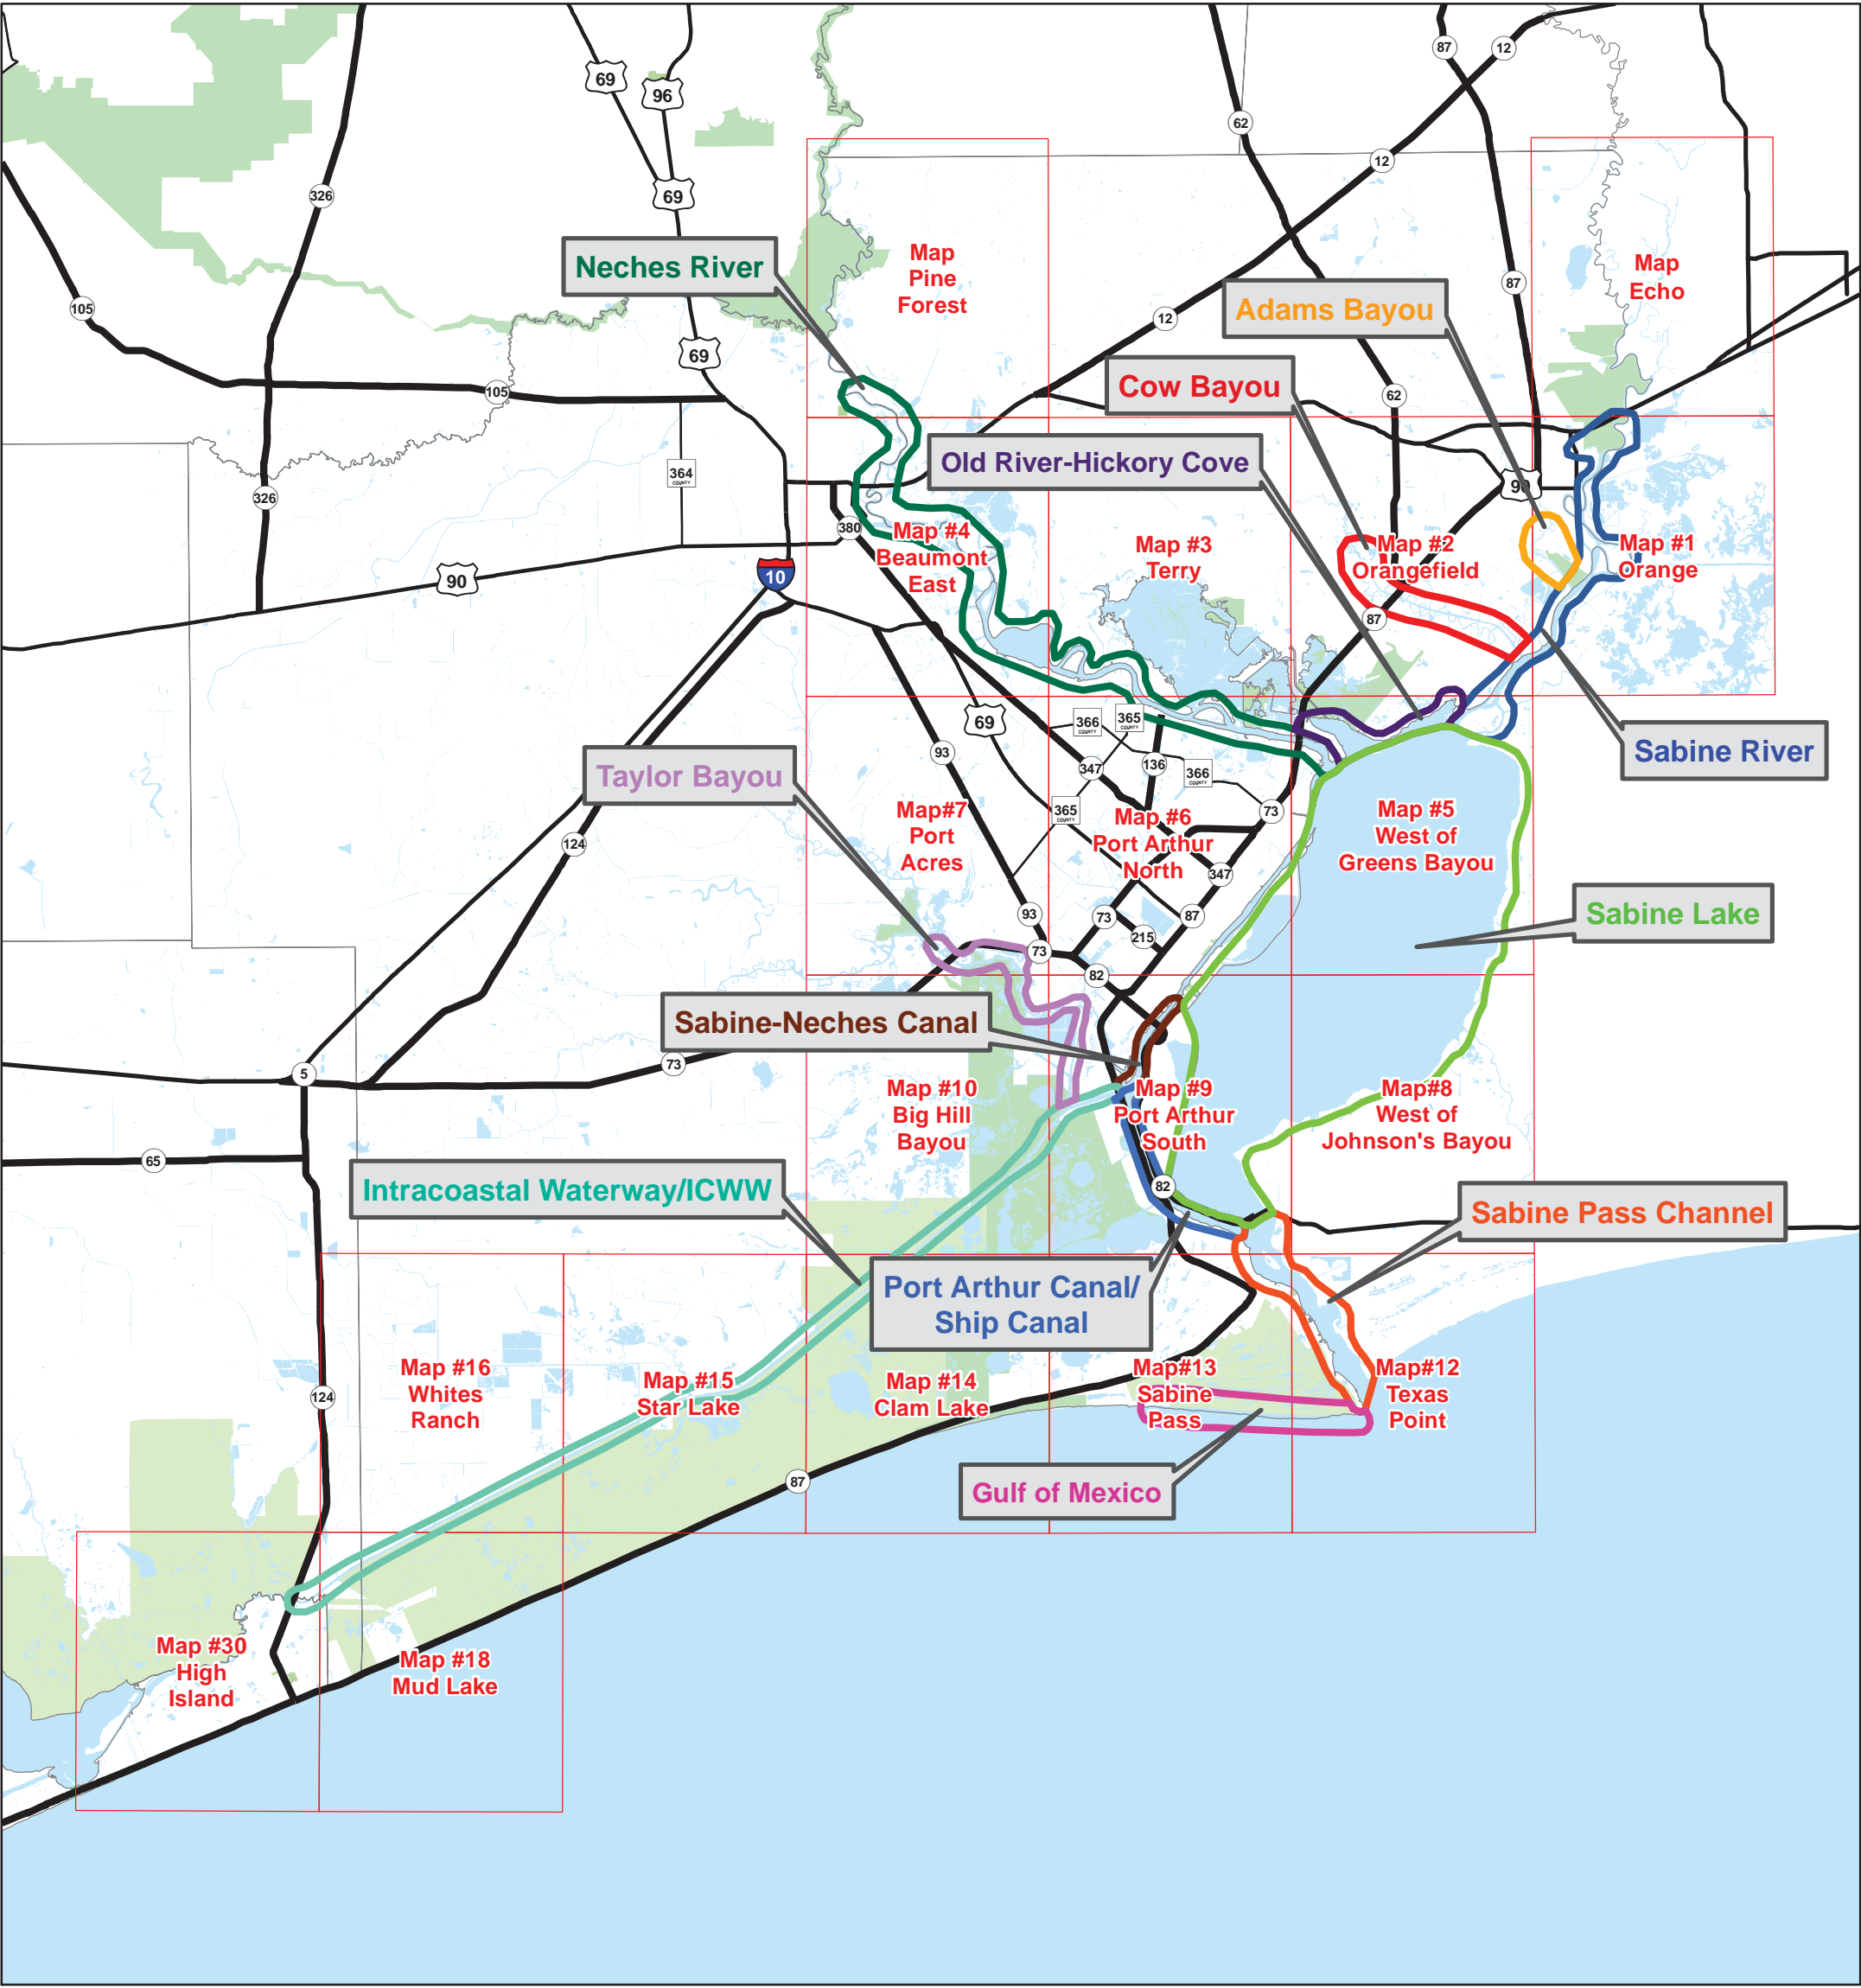 87
12
69
96
62
12
326
69
Map
Pine
Forest
Neches River
Map
Echo
87
105
Adams Bayou
12
69
Cow Bayou
105
62
Old River-Hickory Cove
364
COUNTY
90
326
380
Map #4
Beaumont
East
Map #3
Terry
Map #2
Orangefield
Map #1
Orange
10
90
87
69
366
COUNTY
365
COUNTY
Sabine River
93
Taylor Bayou
347
136
366
COUNTY
Map#7
Port
Acres
365
COUNTY
Map #6
Port Arthur
North
73
Map #5
West of
Greens Bayou
124
347
Sabine Lake
93
73
87
215
73
82
Sabine-Neches Canal
73
5
Map #10
Big Hill
Bayou
Map #9
Port Arthur
South
Map#8
West of
Johnson's Bayou
65
Intracoastal Waterway/ICWW
82
Sabine Pass Channel
Port Arthur Canal/
Ship Canal
Map #16
Whites
Ranch
Map #15
Star Lake
Map #14
Clam Lake
Map#13
Sabine
Pass
Map#12
Texas
Point
124
87
Gulf of Mexico
Map #30
High
Island
Map #18
Mud Lake